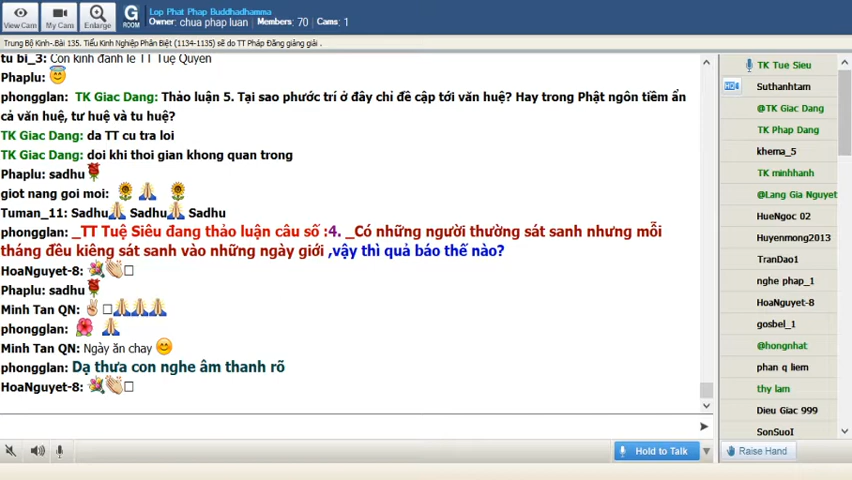 View Cam
My Cam
Enlarge
G ROOM
Lop Phat Phap Buddhadhamma
Owner: chua phap luan Members: 70 Cams: 1
Trung Bộ Kinh-.Bài 135. Tiểu Kinh Nghiệp Phân Biệt (1134-1135) sẽ do TT Pháp Đăng giảng giải .
tu bi_3: Con kinh đảnh lễ TT Tuệ Quyền
Phaplu:
phongglan: TK Giac Dang: Thảo luận 5. Tại sao phước trí ở đây chỉ đề cập tới văn huệ? Hay trong Phật ngôn tiềm ẩn
cả văn huệ, tư huệ và tu huệ?
TK Giac Dang: da TT cu tra loi
TK Giac Dang: doi khi thoi gian khong quan trong
Phaplu: sadhu
giot nang goi moi:
Tuman_11: Sadhu Sadhu Sadhu
phongglan: _TT Tuệ Siêu đang thảo luận câu số :4. _Có những người thường sát sanh nhưng mỗi
tháng đều kiêng sát sanh vào những ngày giới ,vậy thì quả báo thế nào?
HoaNguyet-8:
Phaplu: sadhu
Minh Tan QN:
phongglan:
Minh Tan QN: Ngày ăn chay
phongglan: Dạ thưa con nghe âm thanh rõ
HoaNguyet-8:
Hold to Talk
TK Tue Sieu
Suthanhtam
@TK Giac Dang
TK Phap Dang
khema_5
TK minhhanh
@Lang Gia Nguyet
HueNgoc 02
Huyenmong2013
TranDao1
nghe phap_1
HoaNguyet-8
gosbel_1
@hongnhat
phan q liem
thy lam
Dieu Giac 999
SonSuoI
Raise Hand